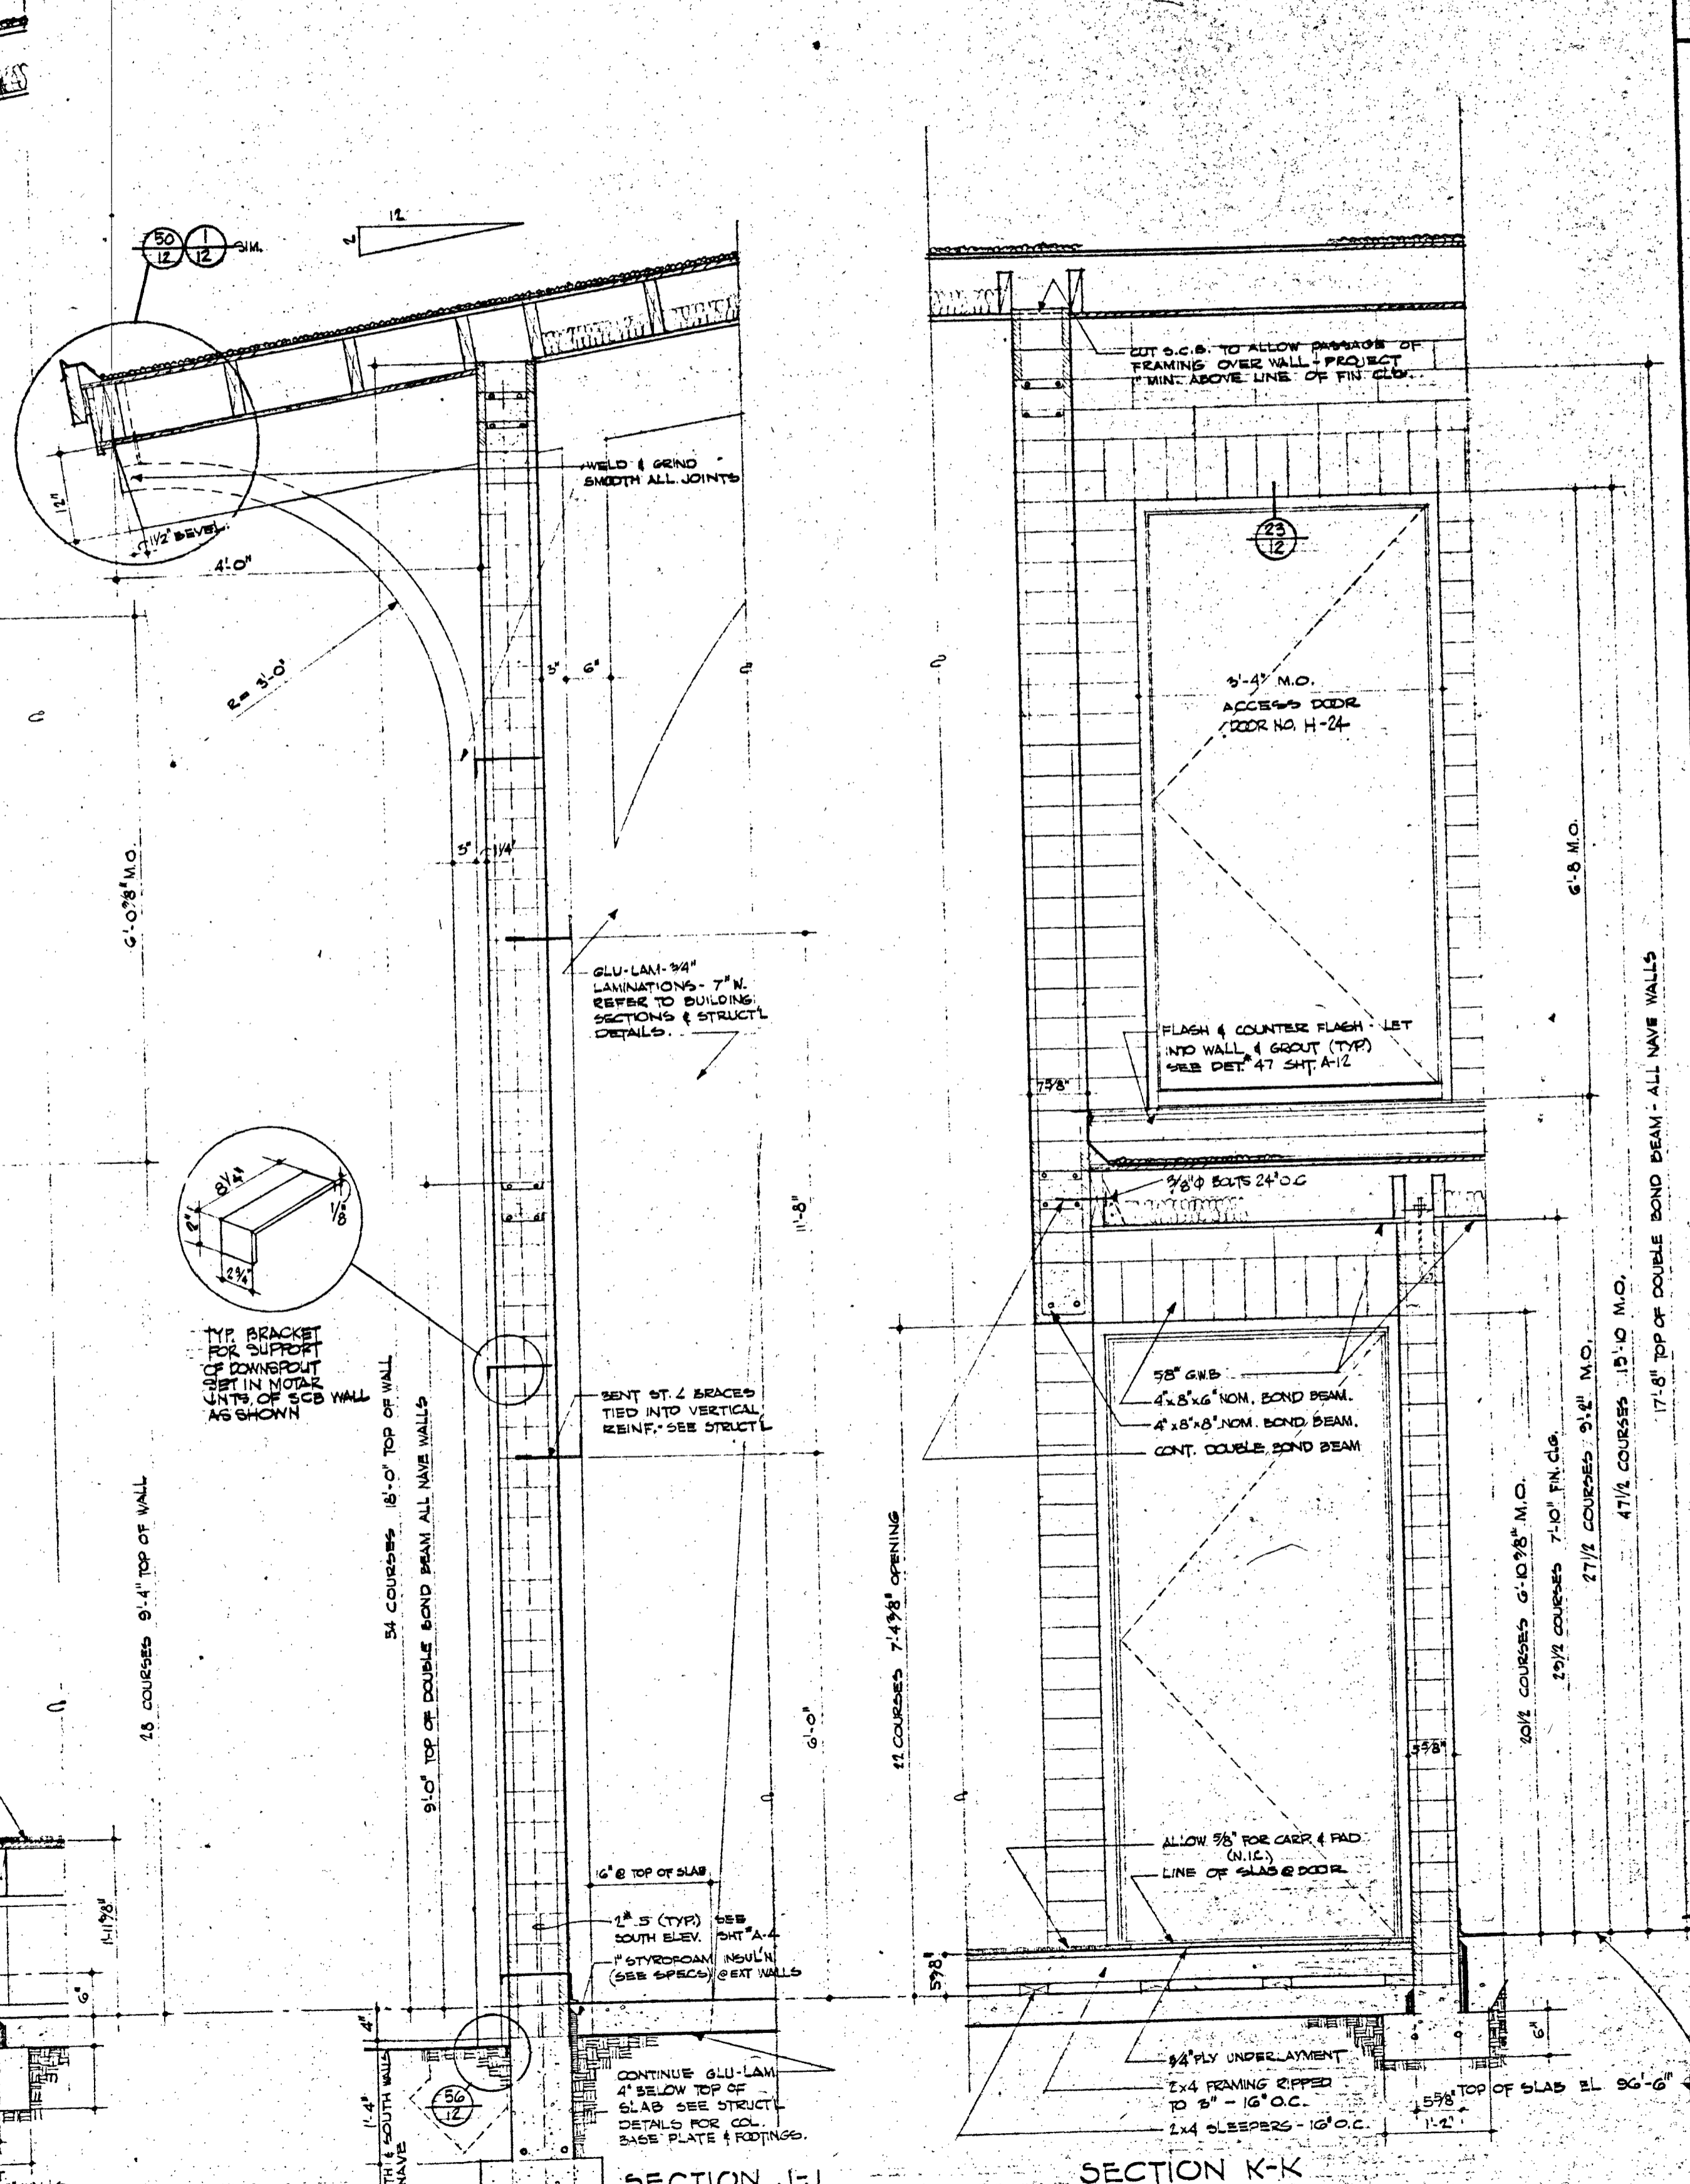 50
12
1
12
SIM.
12
2
12"
1 1/2" BEVEL
4'-0"
R = 3'-0"
WELD & GRIND
SMOOTH ALL JOINTS
3"
6"
3"
1 1/4"
6'-0 3/8" M.O.
GLU-LAM - 3/4"
LAMINATIONS - 7" W.
REFER TO BUILDING
SECTIONS & STRUCT'L
DETAILS.
11'-8"
8 1/4"
2"
1/8"
2 3/4"
TYP. BRACKET
FOR SUPPORT
OF DOWNSPOUT
SET IN MOTAR
JNTS. OF SCB WALL
AS SHOWN
BENT ST. ∠ BRACES
TIED INTO VERTICAL
REINF. - SEE STRUCT'L
28 COURSES 9'-4" TOP OF WALL
54 COURSES 18'-0" TOP OF WALL
9'-0" TOP OF DOUBLE BOND BEAM ALL NAVE WALLS
6'-0"
16" @ TOP OF SLAB
2 # 5 (TYP.) SEE
SOUTH ELEV. SHT # A-4
1" STYROFOAM INSUL'N
(SEE SPECS) @ EXT WALLS
1'-11 5/8"
6"
4"
1'-4"
& SOUTH WALLS
NAVE
56
12
CONTINUE GLU-LAM
4" BELOW TOP OF
SLAB SEE STRUCT'L
DETAILS FOR COL.
BASE PLATE & FOOTINGS.
SECTION J-J
CUT S.C.B. TO ALLOW PASSAGE OF
FRAMING OVER WALL - PROJECT
1" MIN. ABOVE LINE OF FIN CLG.
23
12
3'-4" M.O.
ACCESS DOOR
DOOR NO. H-24
6'-8 M.O.
FLASH & COUNTER FLASH - LET
INTO WALL & GROUT (TYP.)
SEE DET. # 47 SHT. A-12
7 5/8"
3/8" Φ BOLTS 24" O.C
58" G.W.B.
4"x8"x6" NOM. BOND BEAM.
4"x8"x8" NOM. BOND BEAM.
CONT. DOUBLE BOND BEAM
22 COURSES 7'-4 3/8" OPENING
5 5/8"
20 1/2 COURSES 6'-10 3/8" M.O.
23 1/2 COURSES 7'-10" FIN. CLG.
27 1/2 COURSES 9'-2" M.O.
47 1/2 COURSES 15'-10 M.O.
17'-8" TOP OF DOUBLE BOND BEAM - ALL NAVE WALLS
ALLOW 5/8" FOR CARP. & PAD
(N.I.C.)
LINE OF SLAB @ DOOR
5 3/8"
6"
3/4" PLY UNDERLAYMENT
2x4 FRAMING RIPPED
TO 3" - 16" O.C.
2x4 SLEEPERS - 16" O.C.
TOP OF SLAB EL 96'-6"
5 5/8"
1'-2"
SECTION K-K